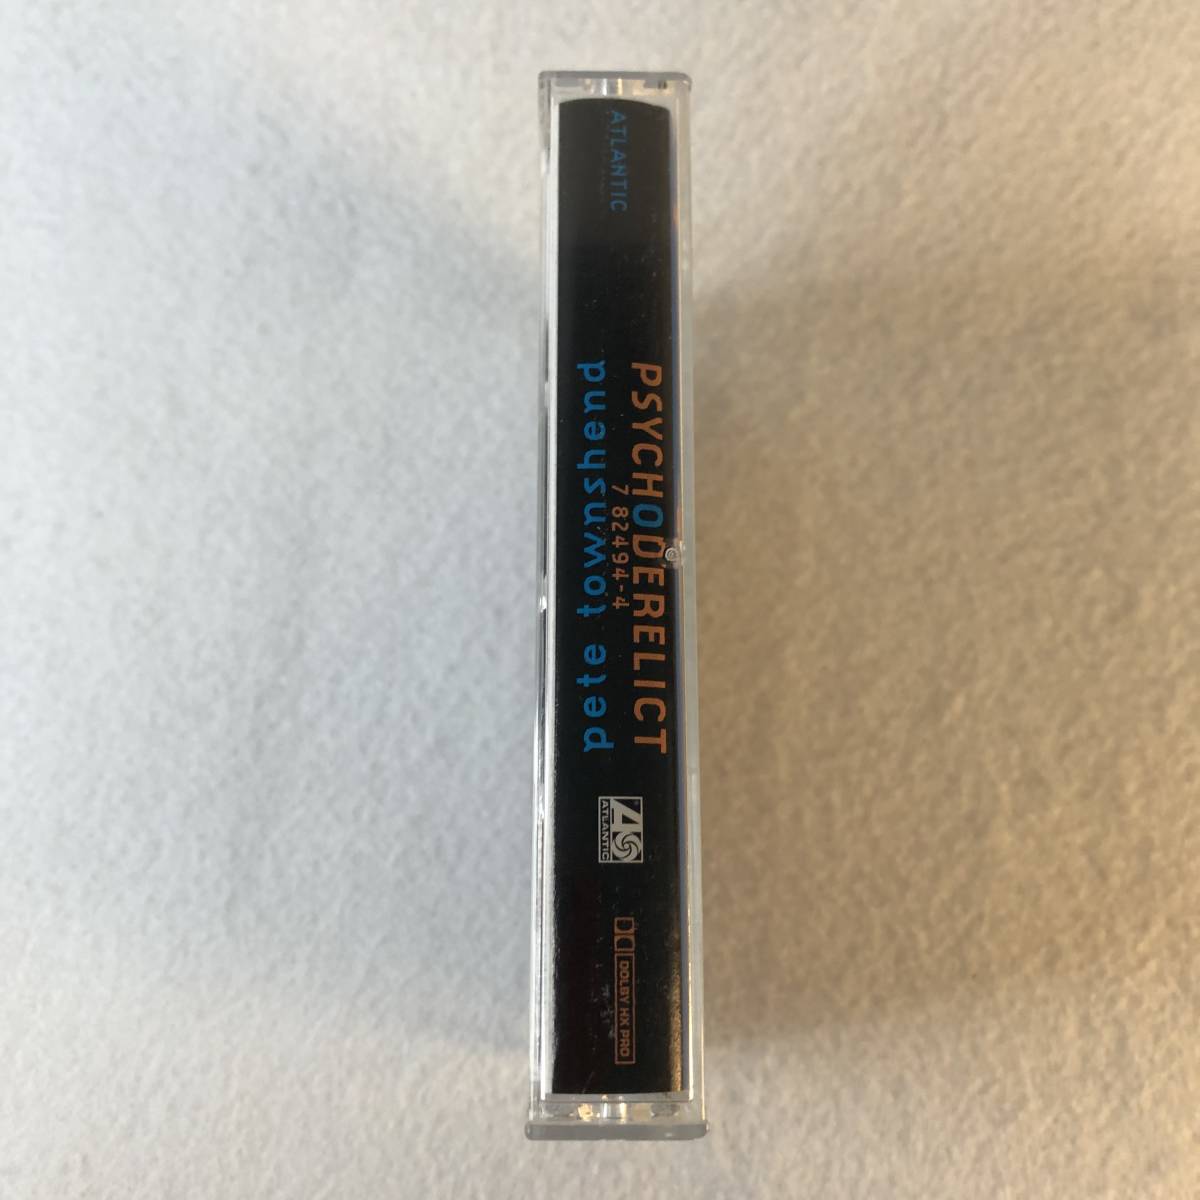 ATLANTIC
PSYCHODERELICT
7 82494-4
pete townshend
ATLANTIC
DOLBY HX PRO